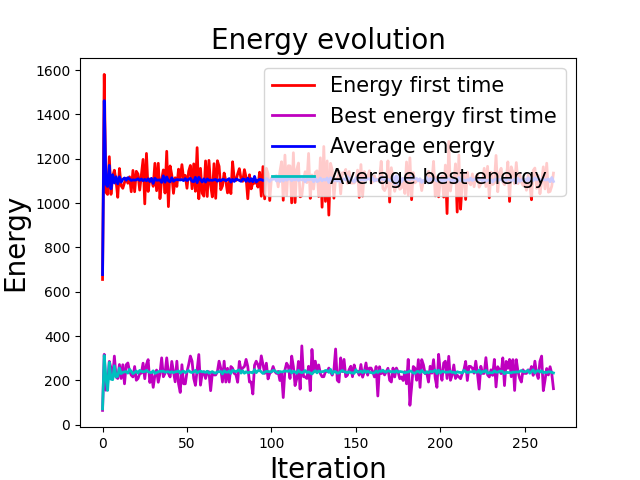 Energy evolution
Energy
1600
1400
1200
1000
800
600
400
200
0
Energy first time
Best energy first time
Average energy
Average best energy
0 50 100 150 200 250
Iteration